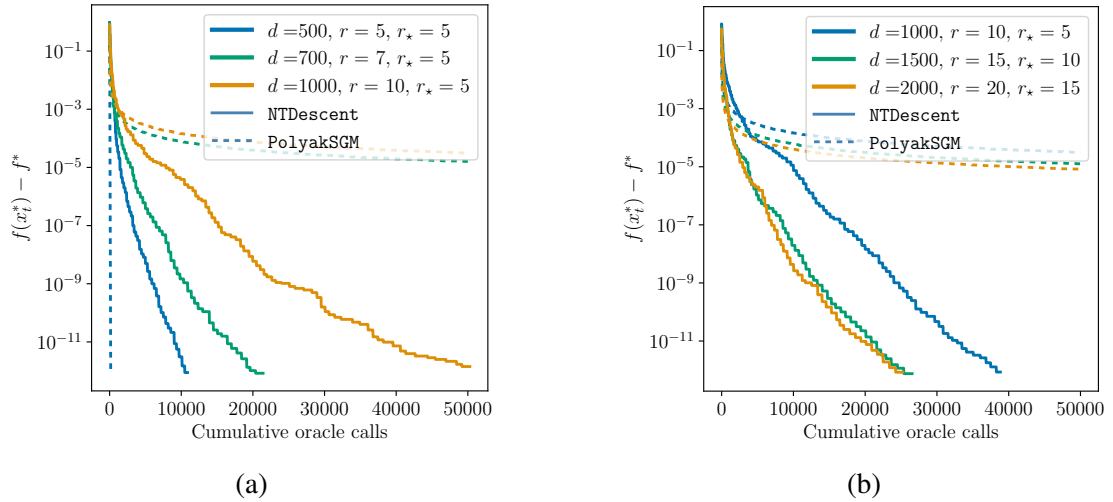 d =500, r = 5, r⋆ = 5
d =700, r = 7, r⋆ = 5
d =1000, r = 10, r⋆ = 5
NTDescent
PolyakSGM
10⁻¹
10⁻³
10⁻⁵
10⁻⁷
10⁻⁹
10⁻¹¹
f(x*ₜ) − f*
0 10000 20000 30000 40000 50000
Cumulative oracle calls
(a)
d =1000, r = 10, r⋆ = 5
d =1500, r = 15, r⋆ = 10
d =2000, r = 20, r⋆ = 15
NTDescent
PolyakSGM
10⁻¹
10⁻³
10⁻⁵
10⁻⁷
10⁻⁹
10⁻¹¹
f(x*ₜ) − f*
0 10000 20000 30000 40000 50000
Cumulative oracle calls
(b)